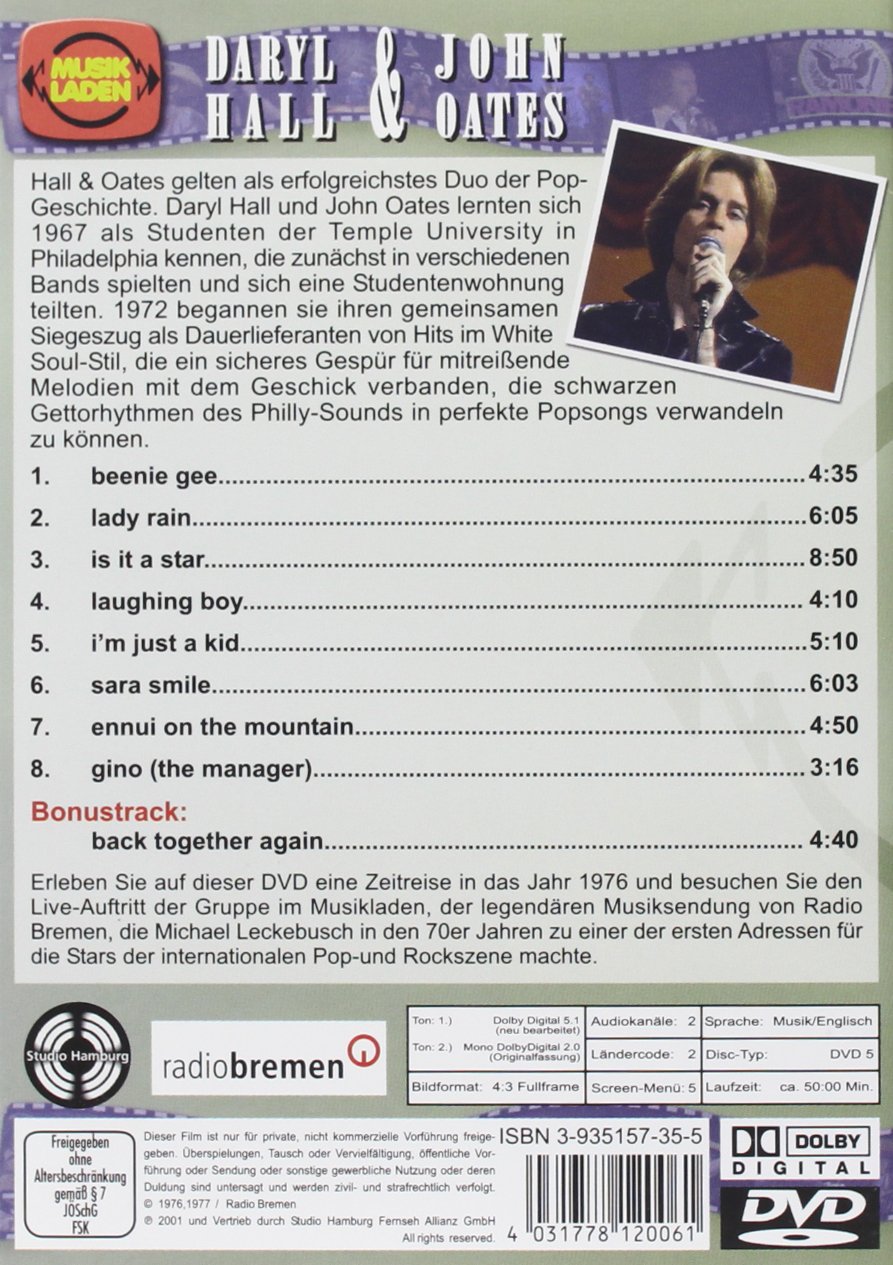 MUSIK
LADEN
DARYL & JOHN
HALL OATES
Hall & Oates gelten als erfolgreichstes Duo der Pop-
Geschichte. Daryl Hall und John Oates lernten sich
1967 als Studenten der Temple University in
Philadelphia kennen, die zunächst in verschiedenen
Bands spielten und sich eine Studentenwohnung
teilten. 1972 begannen sie ihren gemeinsamen
Siegeszug als Dauerlieferanten von Hits im White
Soul-Stil, die ein sicheres Gespür für mitreißende
Melodien mit dem Geschick verbanden, die schwarzen
Gettorhythmen des Philly-Sounds in perfekte Popsongs verwandeln
zu können.
1. beenie gee 4:35
2. lady rain 6:05
3. is it a star 8:50
4. laughing boy 4:10
5. i'm just a kid 5:10
6. sara smile 6:03
7. ennui on the mountain 4:50
8. gino (the manager) 3:16
Bonustrack:
back together again 4:40
Erleben Sie auf dieser DVD eine Zeitreise in das Jahr 1976 und besuchen Sie den
Live-Auftritt der Gruppe im Musikladen, der legendären Musiksendung von Radio
Bremen, die Michael Leckebusch in den 70er Jahren zu einer der ersten Adressen für
die Stars der internationalen Pop-und Rockszene machte.
Studio Hamburg
radiobremen
Ton: 1.) Dolby Digital 5.1
(neu bearbeitet)
Ton: 2.) Mono DolbyDigital 2.0
(Originalfassung)
Bildformat: 4:3 Fullframe
Audiokanäle: 2
Ländercode: 2
Screen-Menü: 5
Sprache: Musik/Englisch
Disc-Typ: DVD 5
Laufzeit: ca. 50:00 Min.
Freigegeben
ohne
Altersbeschränkung
gemäß § 7
JÖSchG
FSK
Dieser Film ist nur für private, nicht kommerzielle Vorführung freige-
geben. Überspielungen, Tausch oder Vervielfältigung, öffentliche Vor-
führung oder Sendung oder sonstige gewerbliche Nutzung oder deren
Duldung sind untersagt und werden zivil- und strafrechtlich verfolgt.
© 1976,1977 / Radio Bremen
℗ 2001 und Vertrieb durch Studio Hamburg Fernseh Allianz GmbH
All rights reserved.
ISBN 3-935157-35-5
4 031778 120061
DOLBY
DIGITAL
DVD